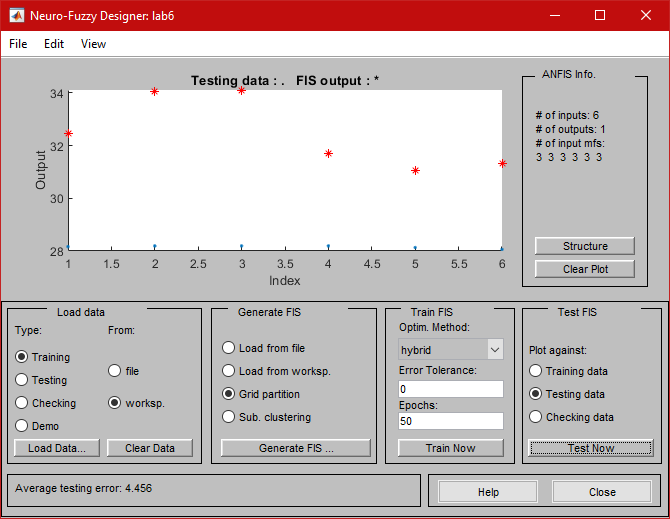 Neuro-Fuzzy Designer: lab6
File Edit View
Testing data : . FIS output : *
34
32
30
28
Output
1 1.5 2 2.5 3 3.5 4 4.5 5 5.5 6
Index
ANFIS Info.
# of inputs: 6
# of outputs: 1
# of input mfs:
3 3 3 3 3 3
Structure
Clear Plot
Load data
Type: From:
Training
file
Testing
Checking
worksp.
Demo
Load Data... Clear Data
Generate FIS
Load from file
Load from worksp.
Grid partition
Sub. clustering
Generate FIS ...
Train FIS
Optim. Method:
hybrid
Error Tolerance:
0
Epochs:
50
Train Now
Test FIS
Plot against:
Training data
Testing data
Checking data
Test Now
Average testing error: 4.456
Help Close